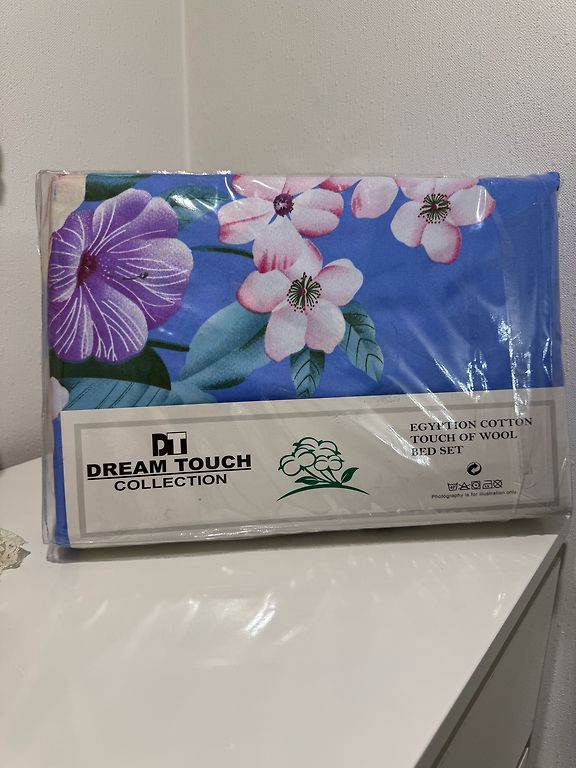 DT
DREAM TOUCH
COLLECTION
EGYPTION COTTON
TOUCH OF WOOL
BED SET
Photography is for illustration only